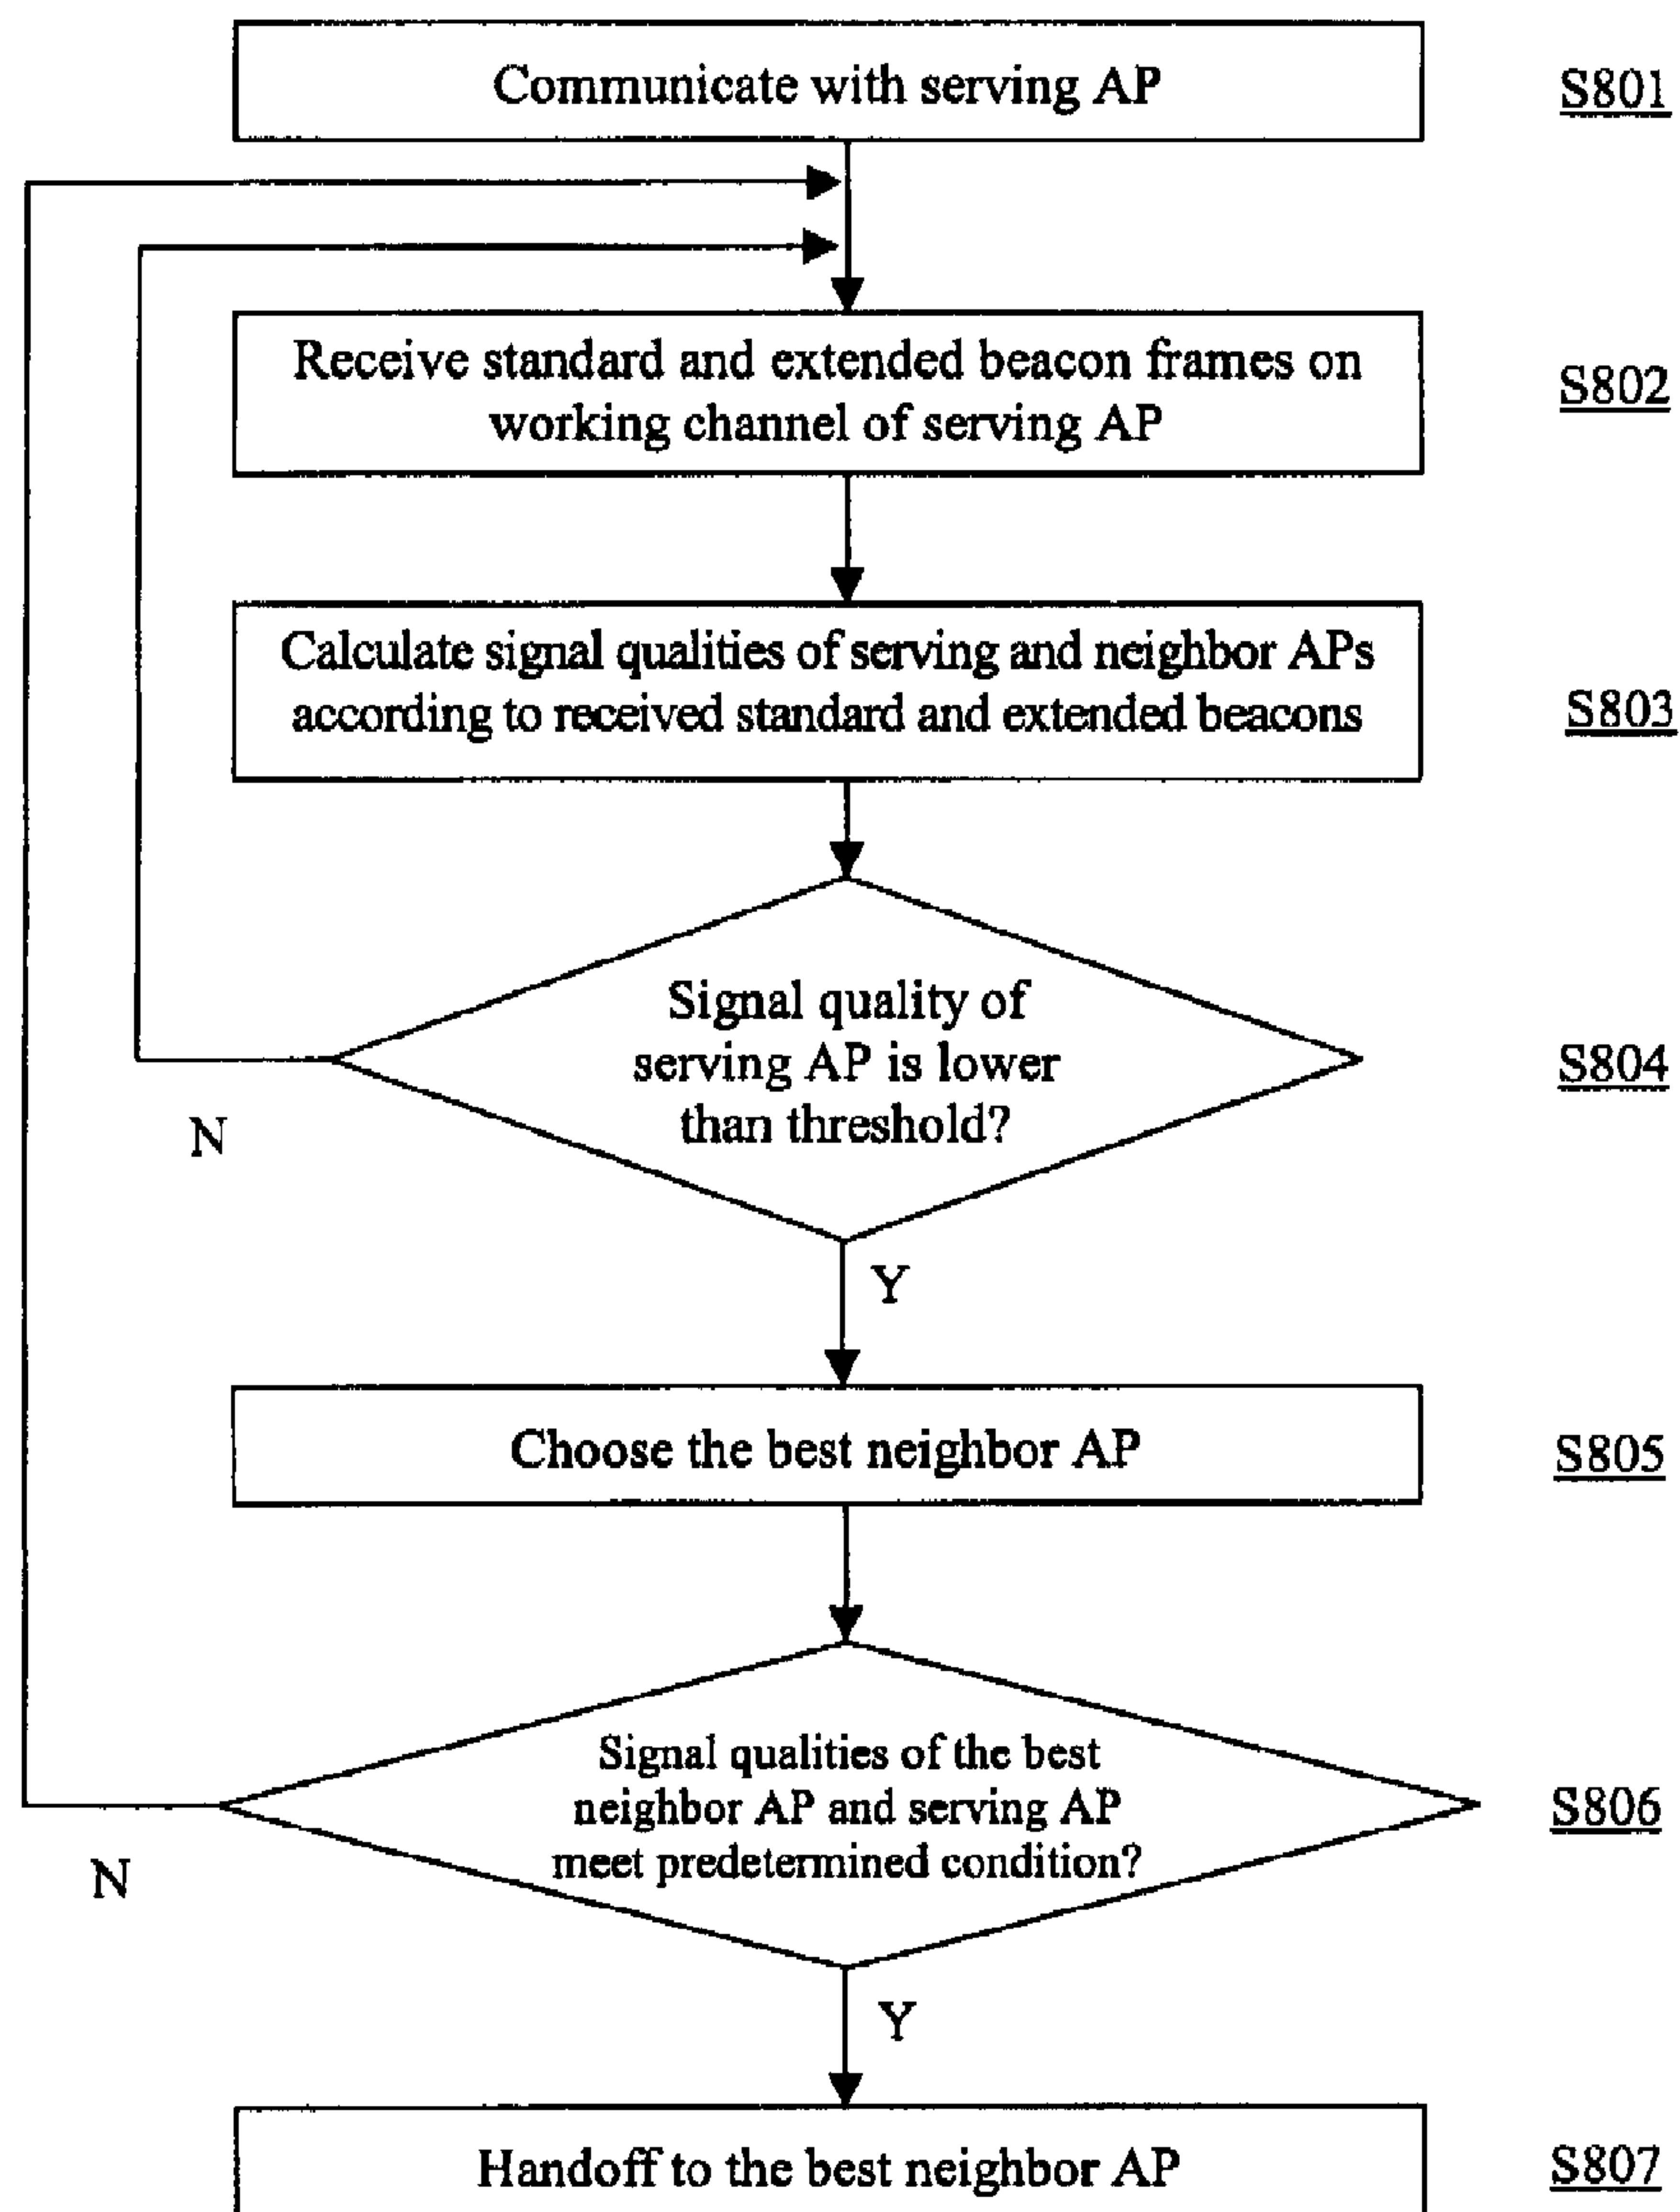 Communicate with serving AP
S801
Receive standard and extended beacon frames on
working channel of serving AP
S802
Calculate signal qualities of serving and neighbor APs
according to received standard and extended beacons
S803
Signal quality of
serving AP is lower
than threshold?
S804
N
Y
Choose the best neighbor AP
S805
Signal qualities of the best
neighbor AP and serving AP
meet predetermined condition?
S806
N
Y
Handoff to the best neighbor AP
S807